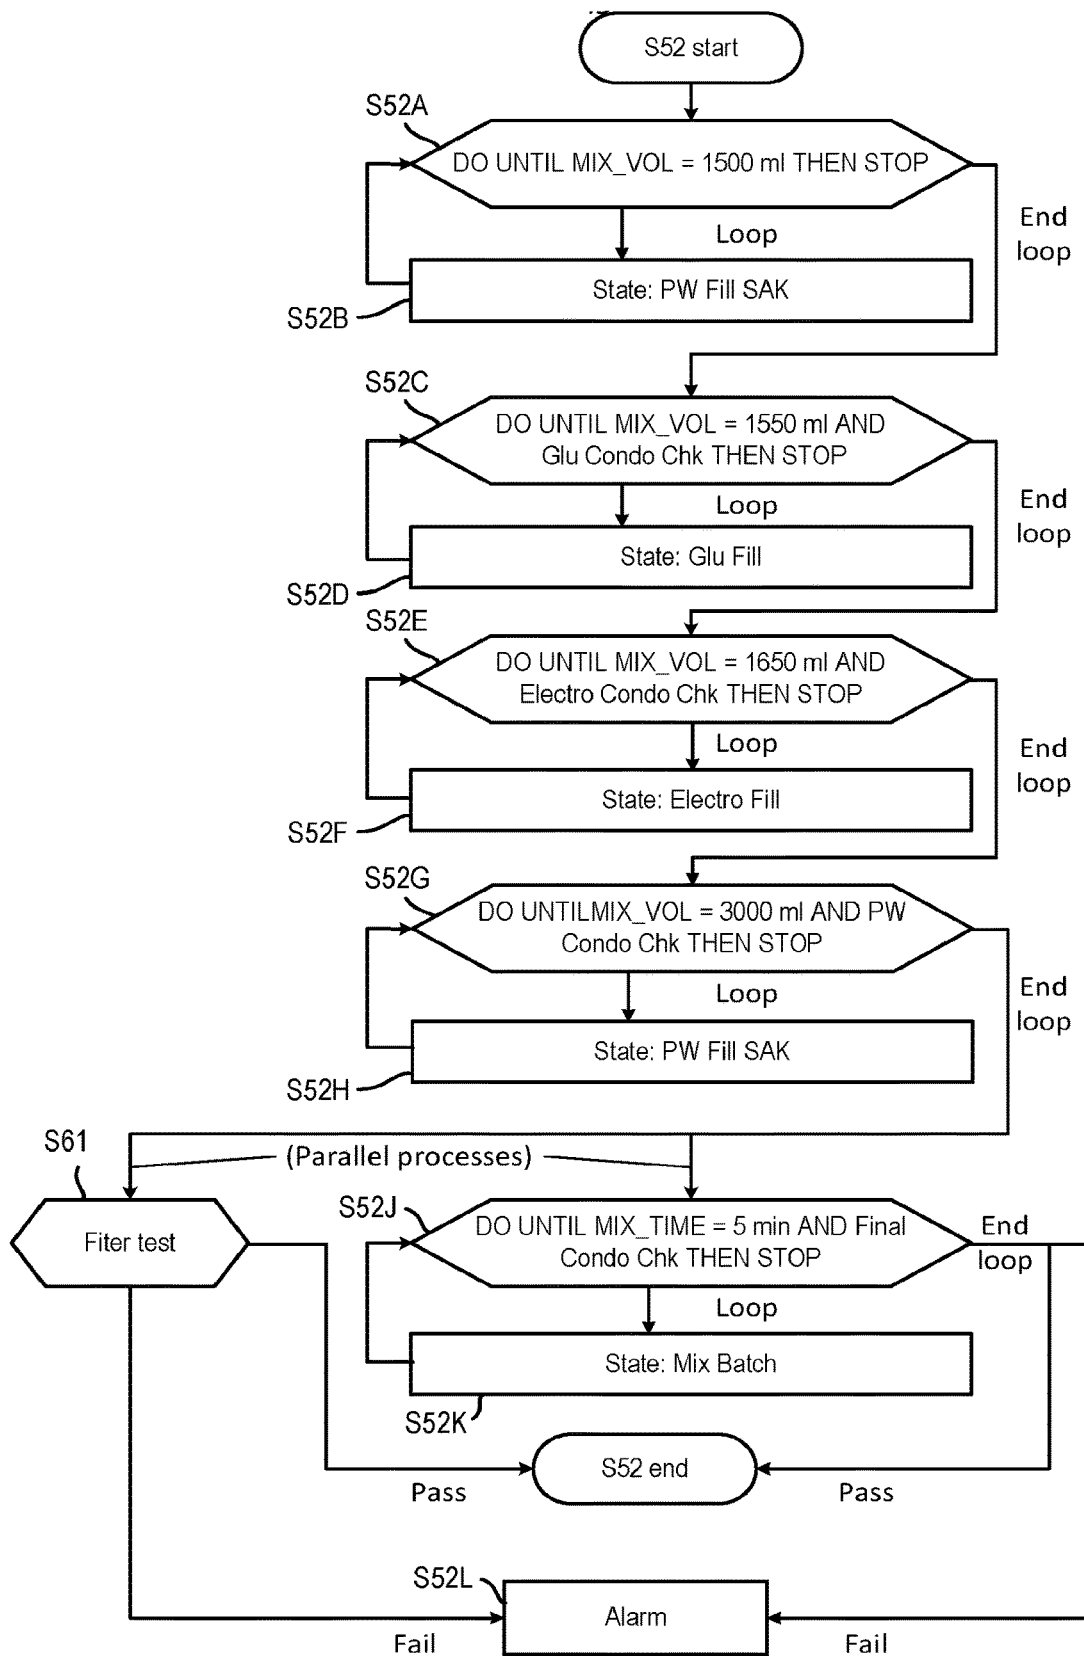 S52 start
S52A
DO UNTIL MIX_VOL = 1500 ml THEN STOP
Loop
End
loop
State: PW Fill SAK
S52B
S52C
DO UNTIL MIX_VOL = 1550 ml AND
Glu Condo Chk THEN STOP
Loop
End
loop
State: Glu Fill
S52D
S52E
DO UNTIL MIX_VOL = 1650 ml AND
Electro Condo Chk THEN STOP
Loop
End
loop
State: Electro Fill
S52F
S52G
DO UNTILMIX_VOL = 3000 ml AND PW
Condo Chk THEN STOP
Loop
End
loop
State: PW Fill SAK
S52H
S61
(Parallel processes)
Fiter test
S52J
DO UNTIL MIX_TIME = 5 min AND Final
Condo Chk THEN STOP
End
loop
Loop
State: Mix Batch
S52K
S52 end
Pass
Pass
S52L
Alarm
Fail
Fail